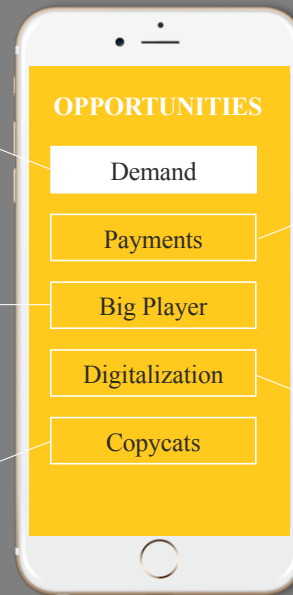 OPPORTUNITIES
Demand
Payments
Big Player
Digitalization
Copycats